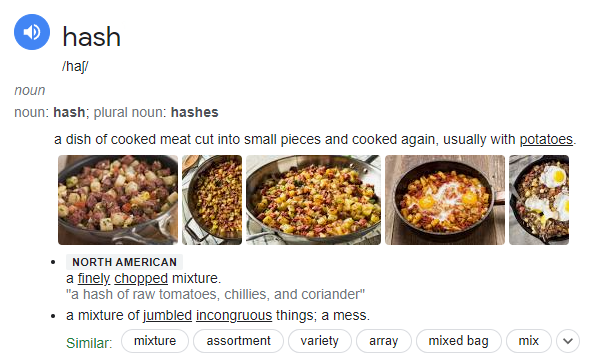 hash
/haʃ/
noun
noun: hash; plural noun: hashes
a dish of cooked meat cut into small pieces and cooked again, usually with potatoes.
• NORTH AMERICAN
a finely chopped mixture.
"a hash of raw tomatoes, chillies, and coriander"
• a mixture of jumbled incongruous things; a mess.
Similar: mixture assortment variety array mixed bag mix